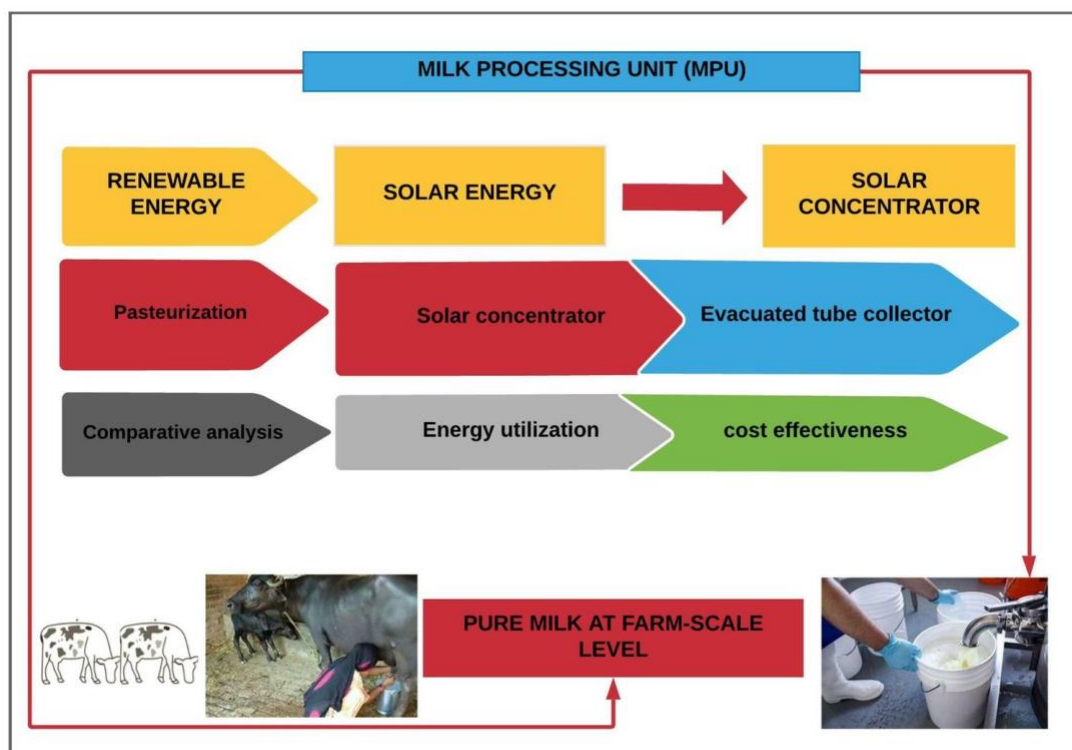 MILK PROCESSING UNIT (MPU)
RENEWABLE
ENERGY
SOLAR ENERGY
SOLAR
CONCENTRATOR
Pasteurization
Solar concentrator
Evacuated tube collector
Comparative analysis
Energy utilization
cost effectiveness
PURE MILK AT FARM-SCALE
LEVEL